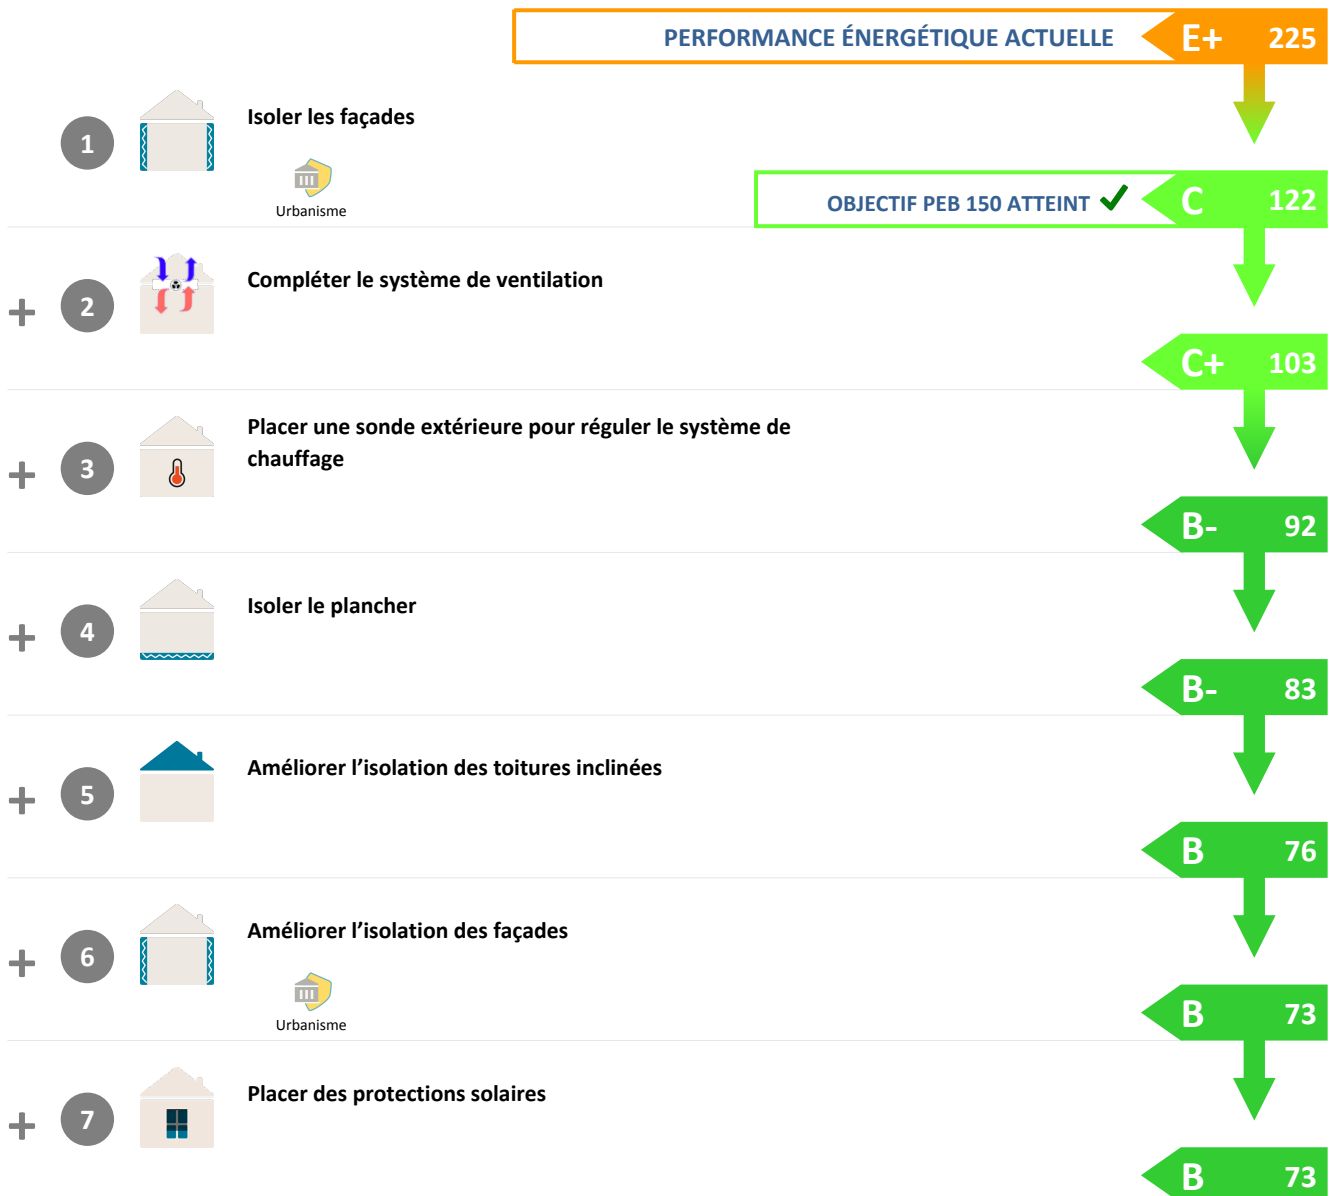 PERFORMANCE ÉNERGÉTIQUE ACTUELLE E+ 225
1 Isoler les façades
Urbanisme
OBJECTIF PEB 150 ATTEINT ✔ C 122
+ 2 Compléter le système de ventilation
C+ 103
+ 3 Placer une sonde extérieure pour réguler le système de
chauffage
B- 92
+ 4 Isoler le plancher
B- 83
+ 5 Améliorer l’isolation des toitures inclinées
B 76
+ 6 Améliorer l’isolation des façades
Urbanisme
B 73
+ 7 Placer des protections solaires
B 73